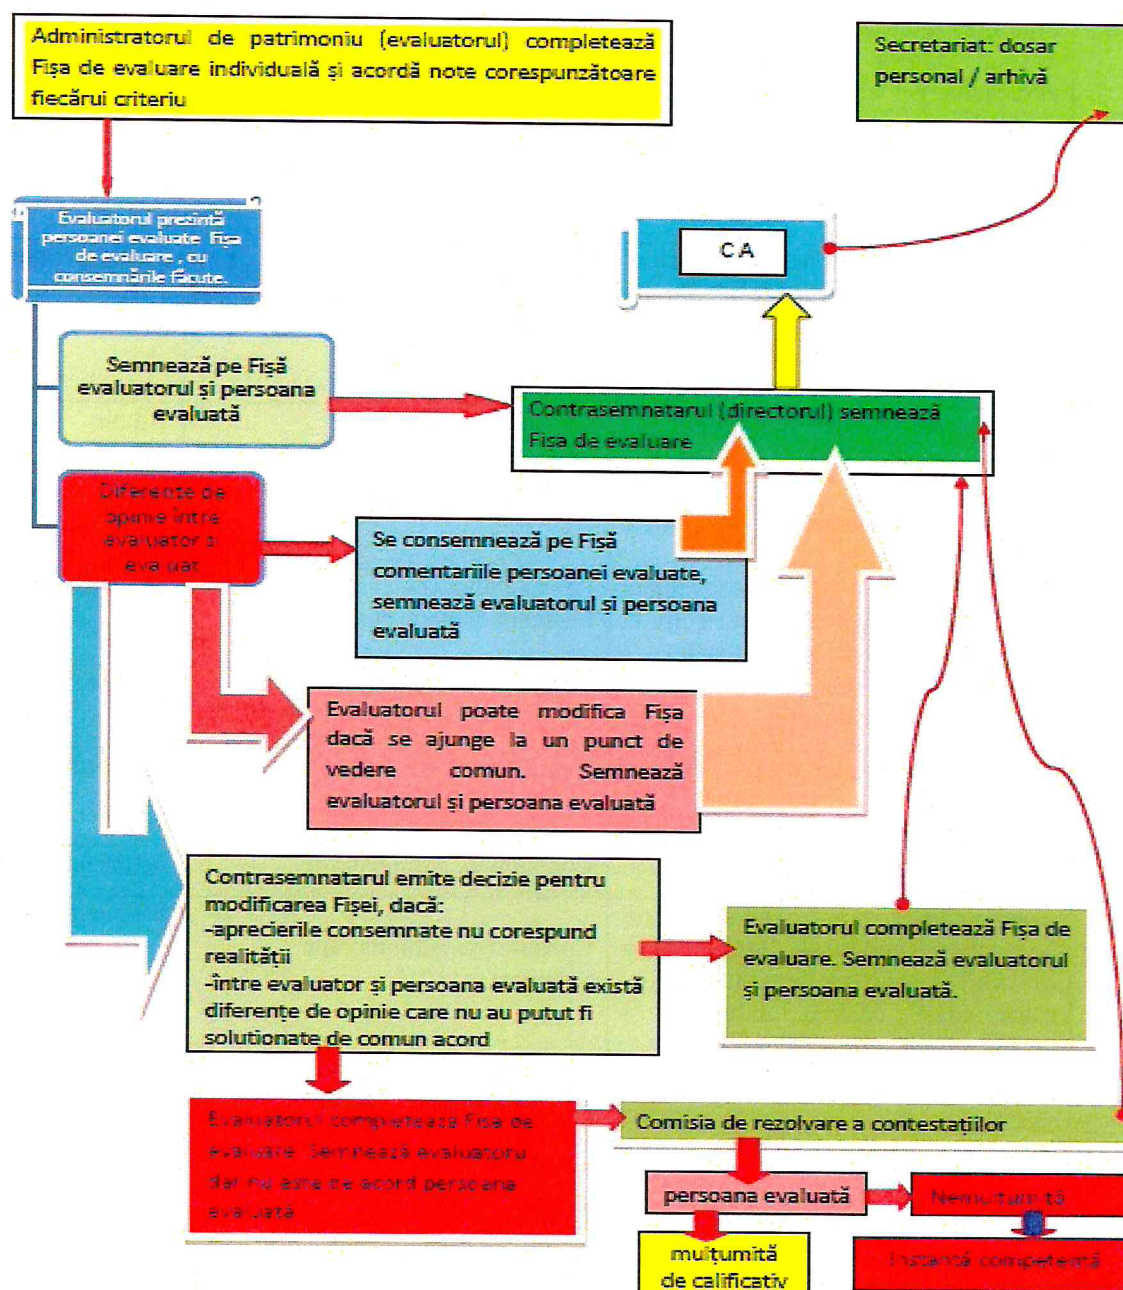 Administratorul de patrimoniu (evaluatorul) completează
Fișa de evaluare individuală și acordă note corespunzătoare
fiecărui criteriu
Secretariat: dosar
personal / arhivă
Evaluatorul prezintă
persoanei evaluate Fișa
de evaluare , cu
consemnările făcute.
C A
Semnează pe Fișă
evaluatorul și persoana
evaluată
Contrasemnatarul (directorul) semnează
Fișa de evaluare
Diferențe de
opinie între
evaluator și
evaluat
Se consemnează pe Fișă
comentariile persoanei evaluate,
semnează evaluatorul și persoana
evaluată
Evaluatorul poate modifica Fișa
dacă se ajunge la un punct de
vedere comun. Semnează
evaluatorul și persoana evaluată
Contrasemnatarul emite decizie pentru
modificarea Fișei, dacă:
-aprecierile consemnate nu corespund
realității
-între evaluator și persoana evaluată există
diferențe de opinie care nu au putut fi
solutionate de comun acord
Evaluatorul completează Fișa de
evaluare. Semnează evaluatorul
și persoana evaluată.
Evaluatorul completează Fișa de
evaluare. Semnează evaluatorul
dar nu este de acord persoana
evaluată
Comisia de rezolvare a contestațiilor
persoana evaluată
Nemulțumită
mulțumită
de calificativ
Instanță competentă